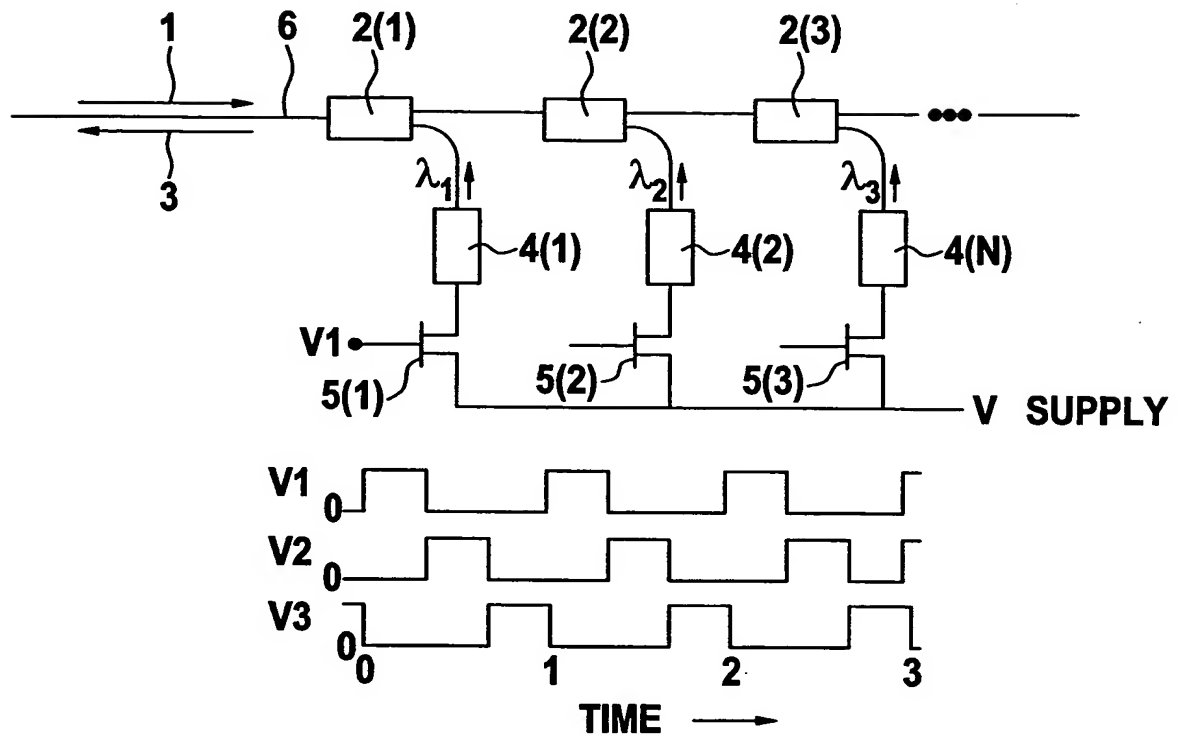 1 6 2(1) 2(2) 2(3)
3 λ1 λ2 λ3
4(1) 4(2) 4(N)
V1
5(1) 5(2) 5(3)
V SUPPLY
V1
0
V2
0
V3
0
0 1 2 3
TIME